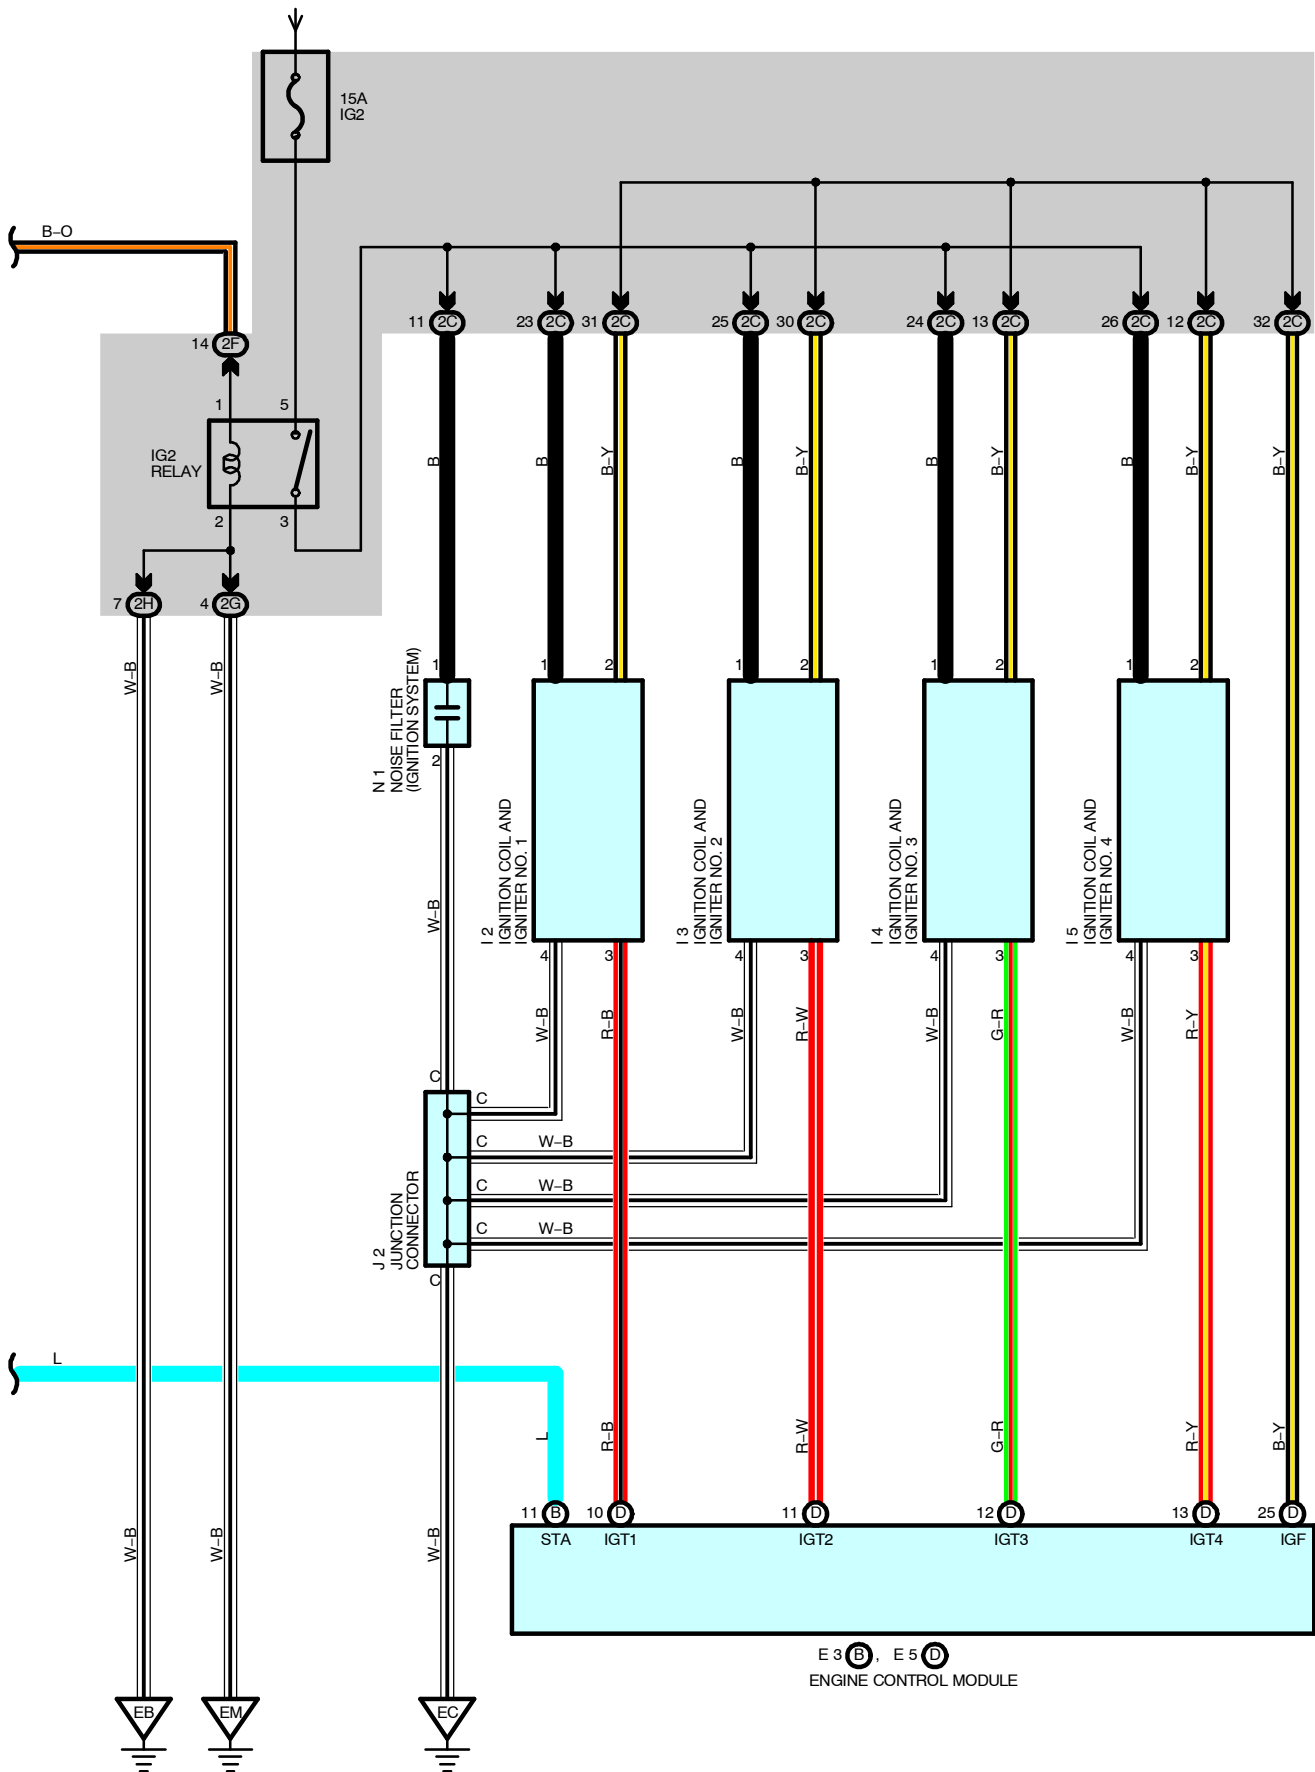 15A
IG2
B–O
11 2C
23 2C
31 2C
25 2C
30 2C
24 2C
13 2C
26 2C
12 2C
32 2C
14 2F
1
5
IG2
RELAY
2
3
B
B
B–Y
B
B–Y
B
B–Y
B
B–Y
B–Y
7 2H
4 2G
W–B
W–B
1
1
2
1
2
1
2
1
2
N 1
NOISE FILTER
(IGNITION SYSTEM)
2
I 2
IGNITION COIL AND
IGNITER NO. 1
I 3
IGNITION COIL AND
IGNITER NO. 2
I 4
IGNITION COIL AND
IGNITER NO. 3
I 5
IGNITION COIL AND
IGNITER NO. 4
W–B
4
3
4
3
4
3
4
3
W–B
R–B
W–B
R–W
W–B
G–R
W–B
R–Y
C
C
C
W–B
C
W–B
C
W–B
J 2
JUNCTION
CONNECTOR
C
L
L
R–B
R–W
G–R
R–Y
B–Y
11 B
10 D
11 D
12 D
13 D
25 D
STA
IGT1
IGT2
IGT3
IGT4
IGF
W–B
W–B
W–B
E 3 B , E 5 D
ENGINE CONTROL MODULE
EB
EM
EC